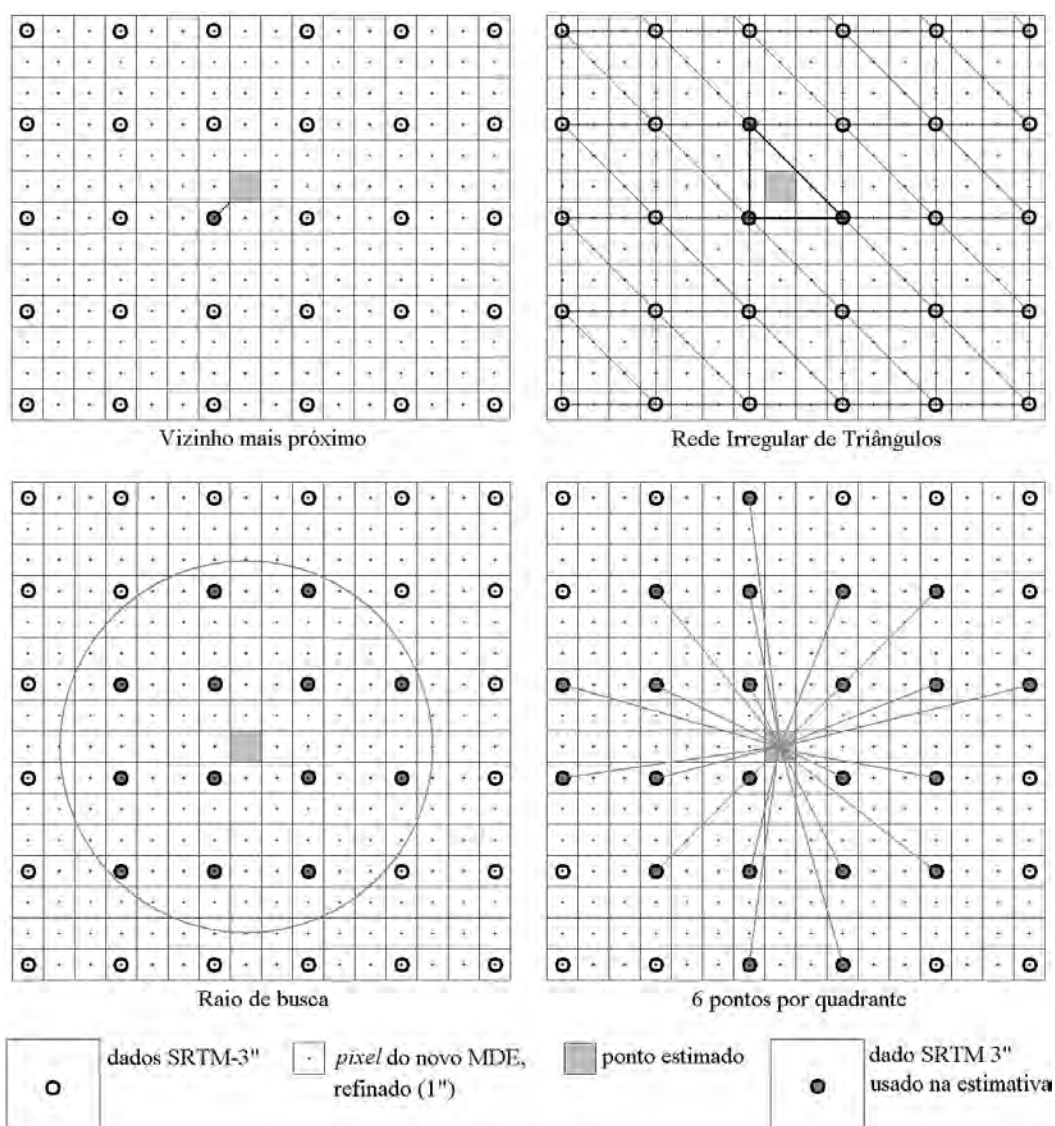 Vizinho mais próximo
Rede Irregular de Triângulos
Raio de busca
6 pontos por quadrante
dados SRTM-3"
pixel do novo MDE,
refinado (1")
ponto estimado
dado SRTM 3"
usado na estimativa